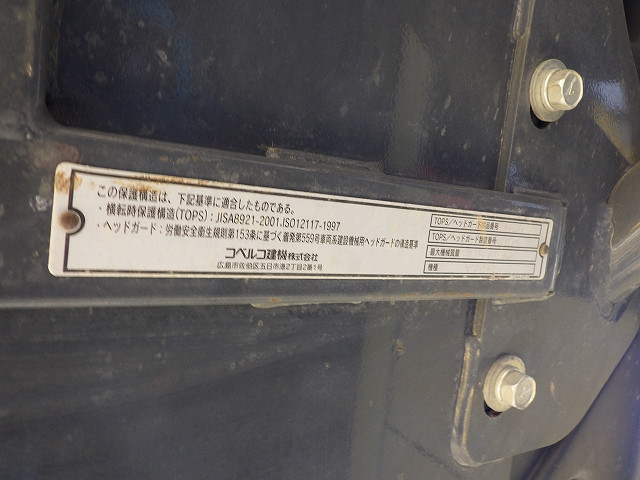 この保護構造は、下記基準に適合したものである。
・横転時保護構造(TOPS)：JISA8921-2001.ISO12117-1997
・ヘッドガード：労働安全衛生規則第153条に基づく着発第559号車両系建設機械用ヘッドガードの構造基準
コベルコ建機株式会社
広島市佐伯区五日市港2丁目2番1号
TOPS/ヘッドガード 番号
TOPS/ヘッドガード 番号
最大機械質量
機種